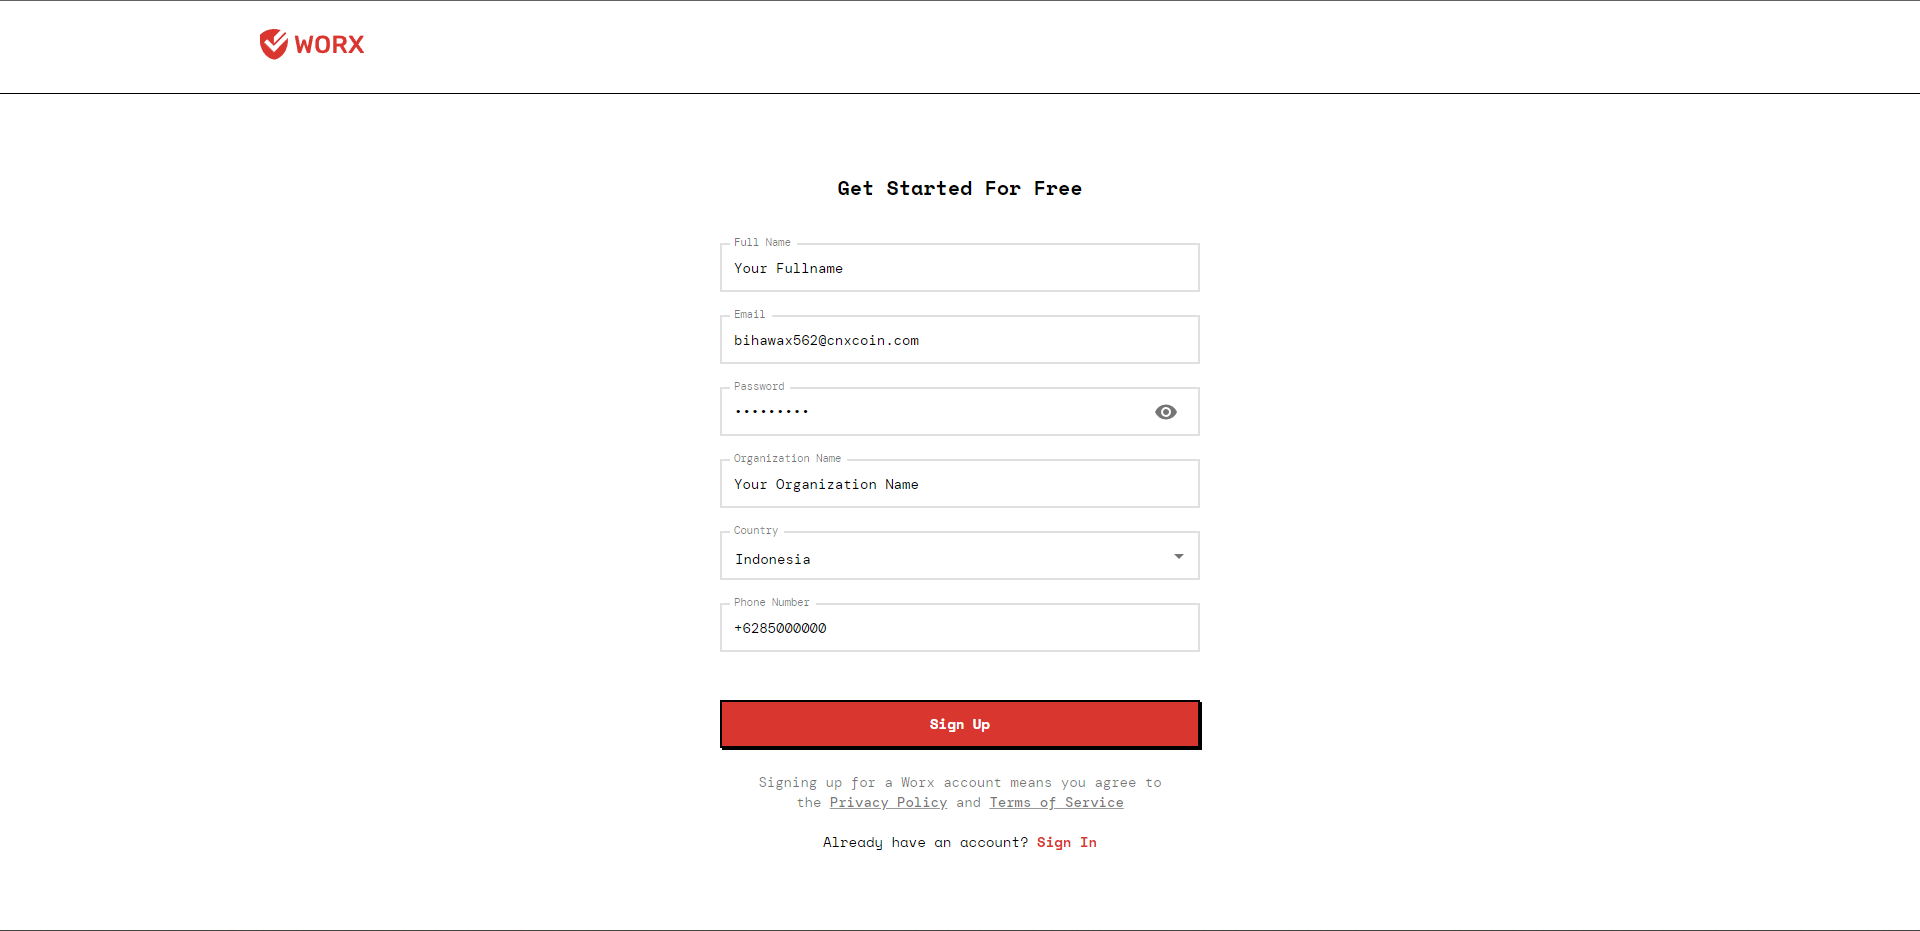 WORX
Get Started For Free
Full Name
Your Fullname
Email
bihawax562@cnxcoin.com
Password
•••••••••
Organization Name
Your Organization Name
Country
Indonesia
Phone Number
+6285000000
Sign Up
Signing up for a Worx account means you agree to
the Privacy Policy and Terms of Service
Already have an account? Sign In